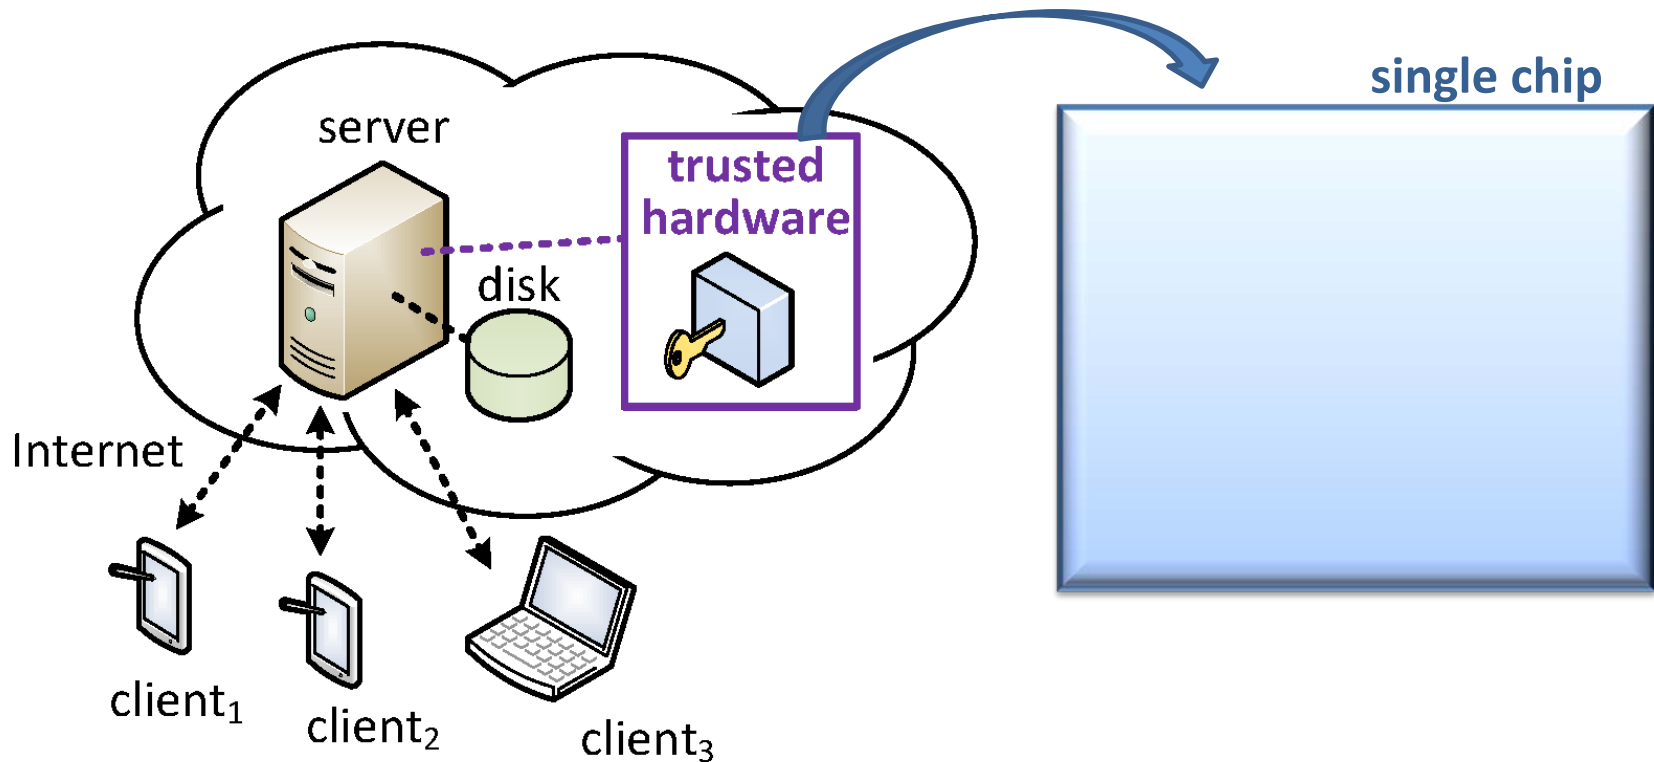 single chip
server
trusted
hardware
disk
Internet
client₁
client₂
client₃